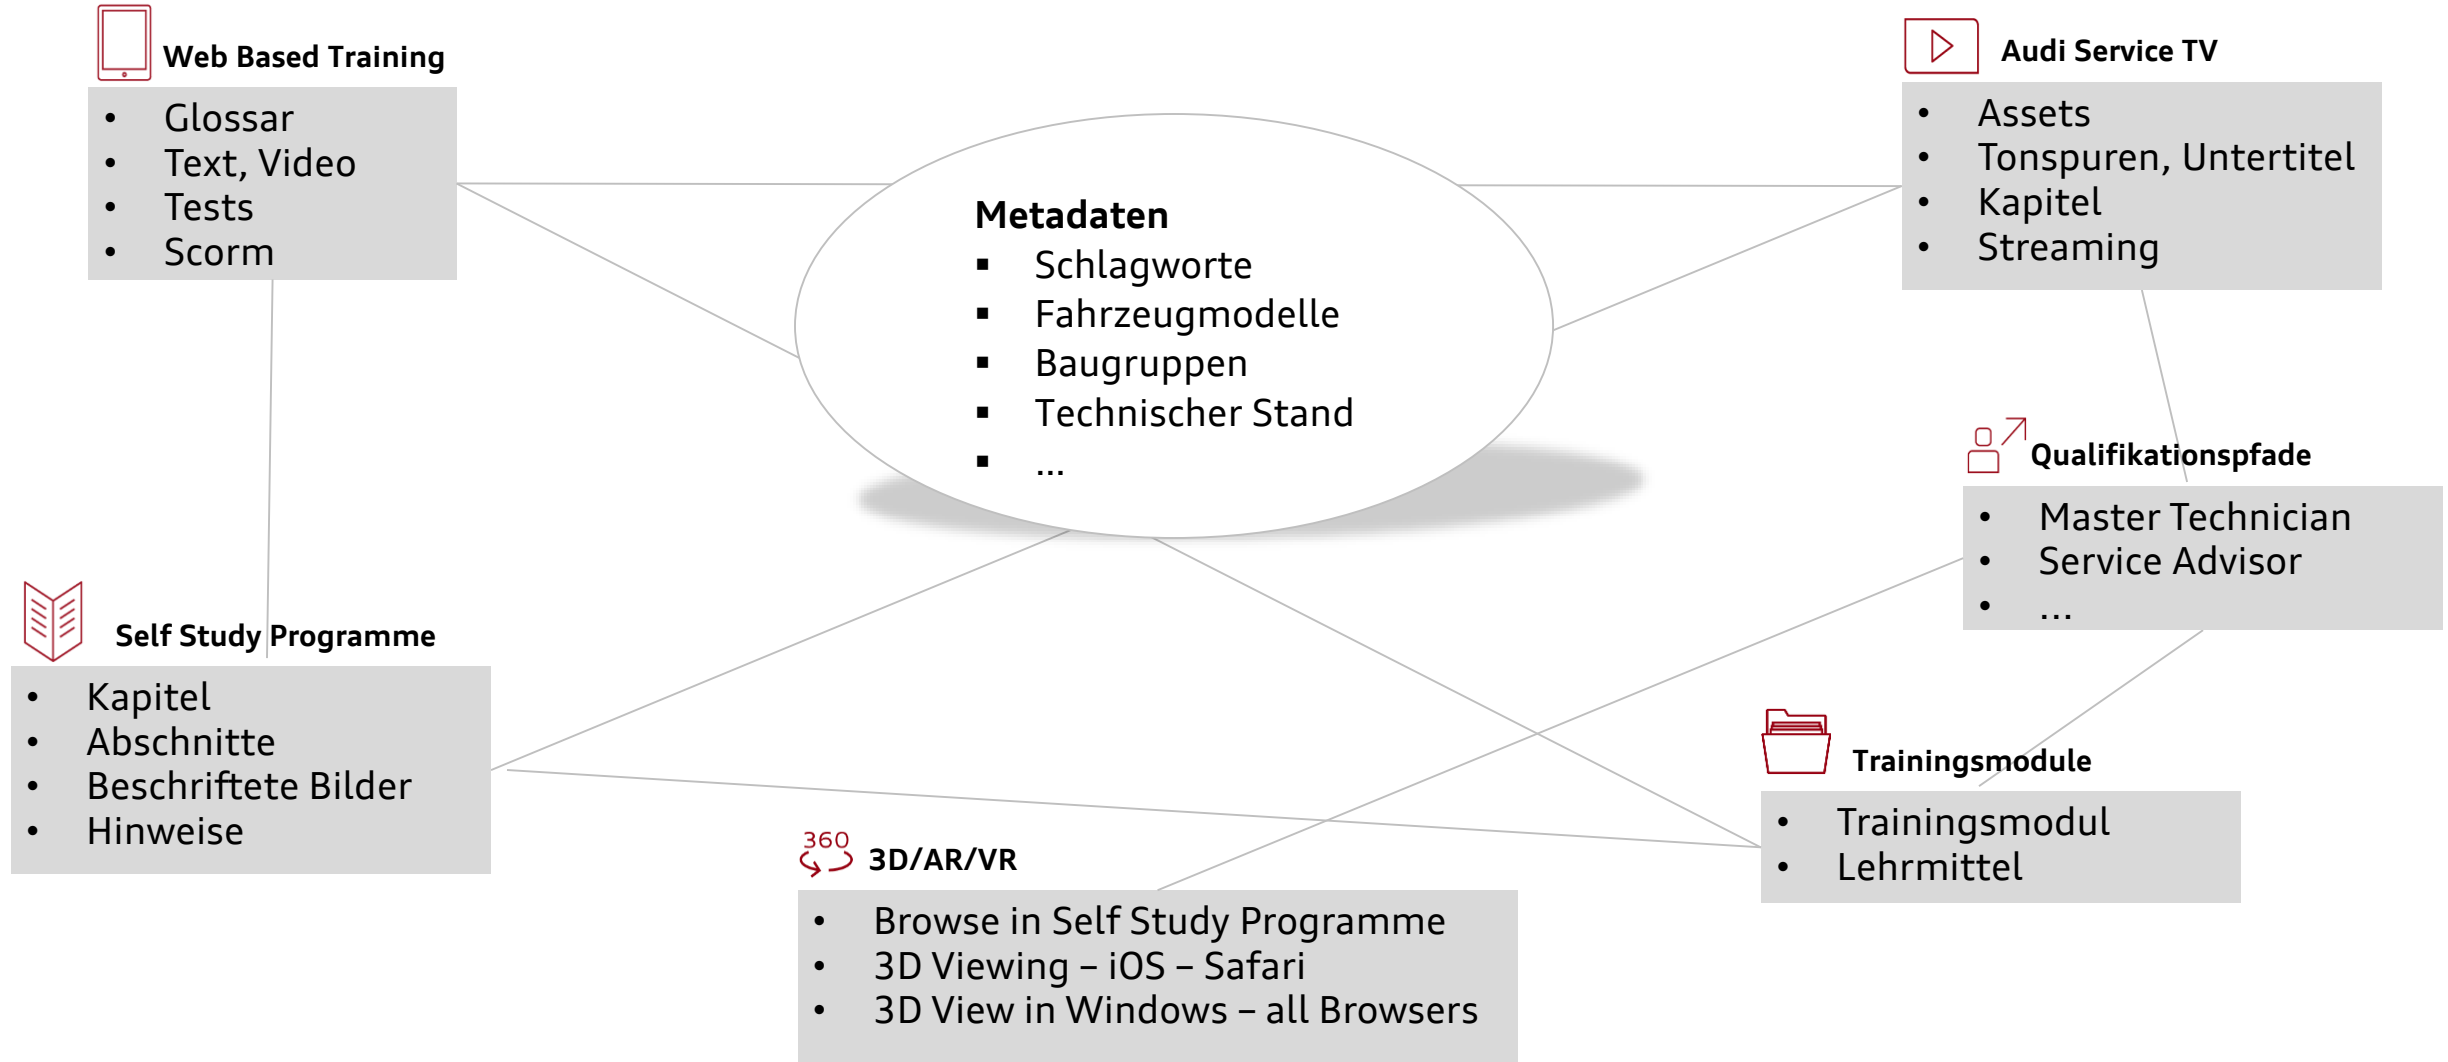 Web Based Training
• Glossar
• Text, Video
• Tests
• Scorm
Audi Service TV
• Assets
• Tonspuren, Untertitel
• Kapitel
• Streaming
Metadaten
▪ Schlagworte
▪ Fahrzeugmodelle
▪ Baugruppen
▪ Technischer Stand
▪ ...
Qualifikationspfade
• Master Technician
• Service Advisor
• ...
Self Study Programme
• Kapitel
• Abschnitte
• Beschriftete Bilder
• Hinweise
Trainingsmodule
• Trainingsmodul
• Lehrmittel
360
3D/AR/VR
• Browse in Self Study Programme
• 3D Viewing – iOS – Safari
• 3D View in Windows – all Browsers